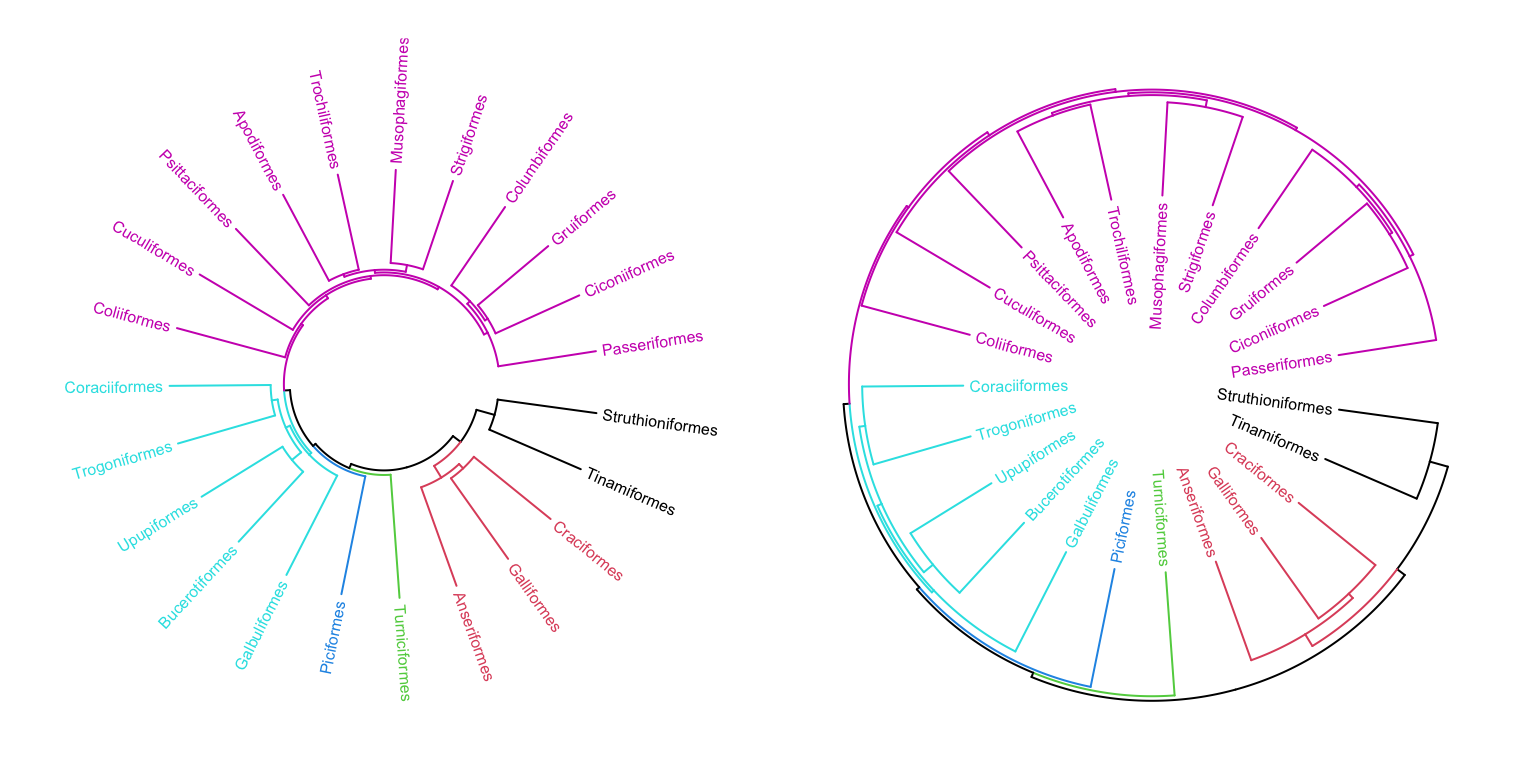 Musophagiformes
Trochiliformes
Strigiformes
Apodiformes
Columbiformes
Psittaciformes
Gruiformes
Cuculiformes
Ciconiiformes
Coliiformes
Passeriformes
Coraciiformes
Struthioniformes
Trogoniformes
Tinamiformes
Upupiformes
Craciformes
Bucerotiformes
Galliformes
Galbuliformes
Anseriformes
Piciformes
Turniciformes
Musophagiformes
Trochiliformes
Strigiformes
Apodiformes
Columbiformes
Psittaciformes
Gruiformes
Cuculiformes
Ciconiiformes
Coliiformes
Passeriformes
Coraciiformes
Struthioniformes
Trogoniformes
Tinamiformes
Upupiformes
Craciformes
Bucerotiformes
Galliformes
Galbuliformes
Anseriformes
Piciformes
Turniciformes